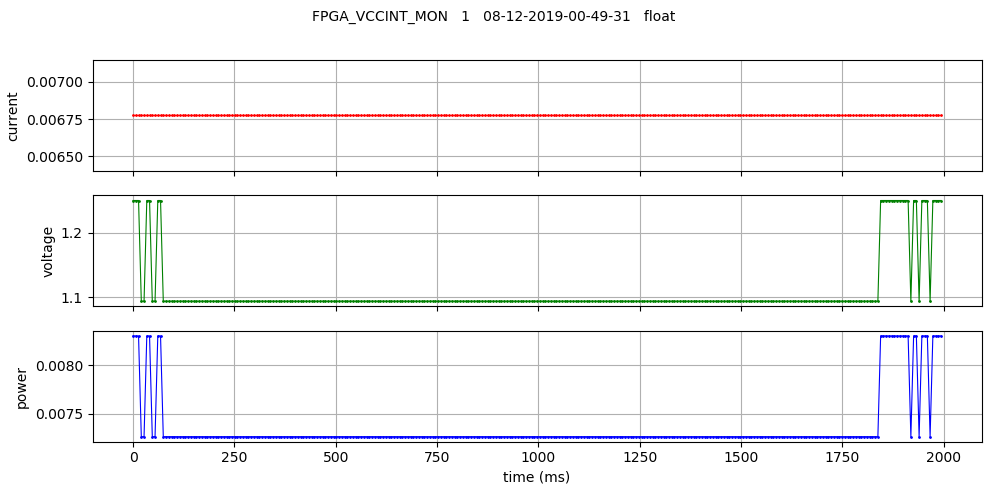 FPGA_VCCINT_MON 1 08-12-2019-00-49-31 float
0.00700
0.00675
0.00650
current
1.2
1.1
voltage
0.0080
0.0075
power
0 250 500 750 1000 1250 1500 1750 2000
time (ms)